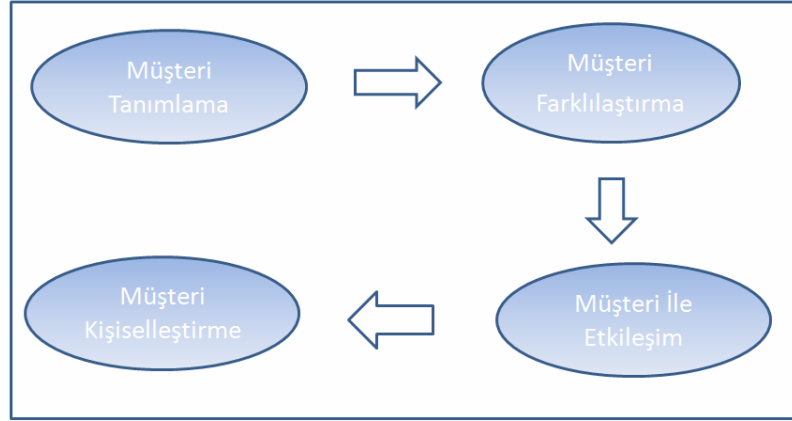 Müşteri
Tanımlama
Müşteri
Farklılaştırma
Müşteri İle
Etkileşim
Müşteri
Kişiselleştirme